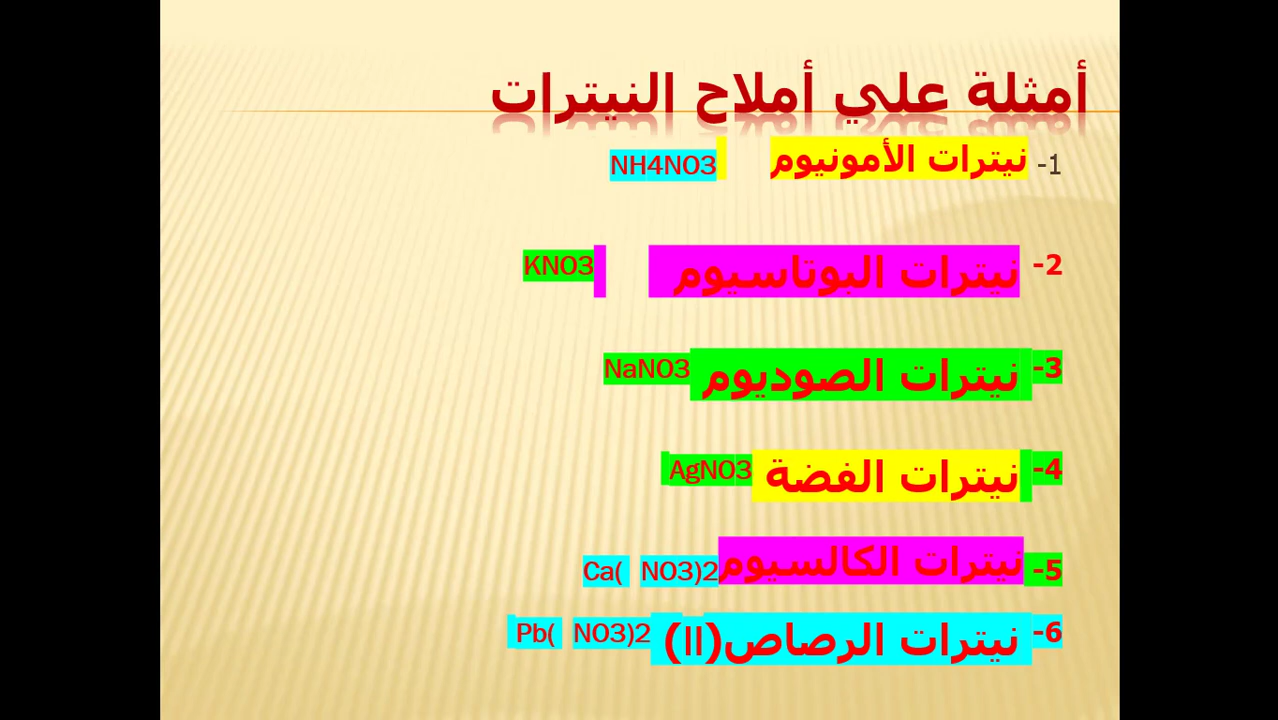 أمثلة علي أملاح النيترات
1- نيترات الأمونيوم NH4NO3
2- نيترات البوتاسيوم KNO3
3- نيترات الصوديوم NaNO3
4- نيترات الفضة AgNO3
5- نيترات الكالسيوم Ca( NO3)2
6- نيترات الرصاص(II) Pb( NO3)2